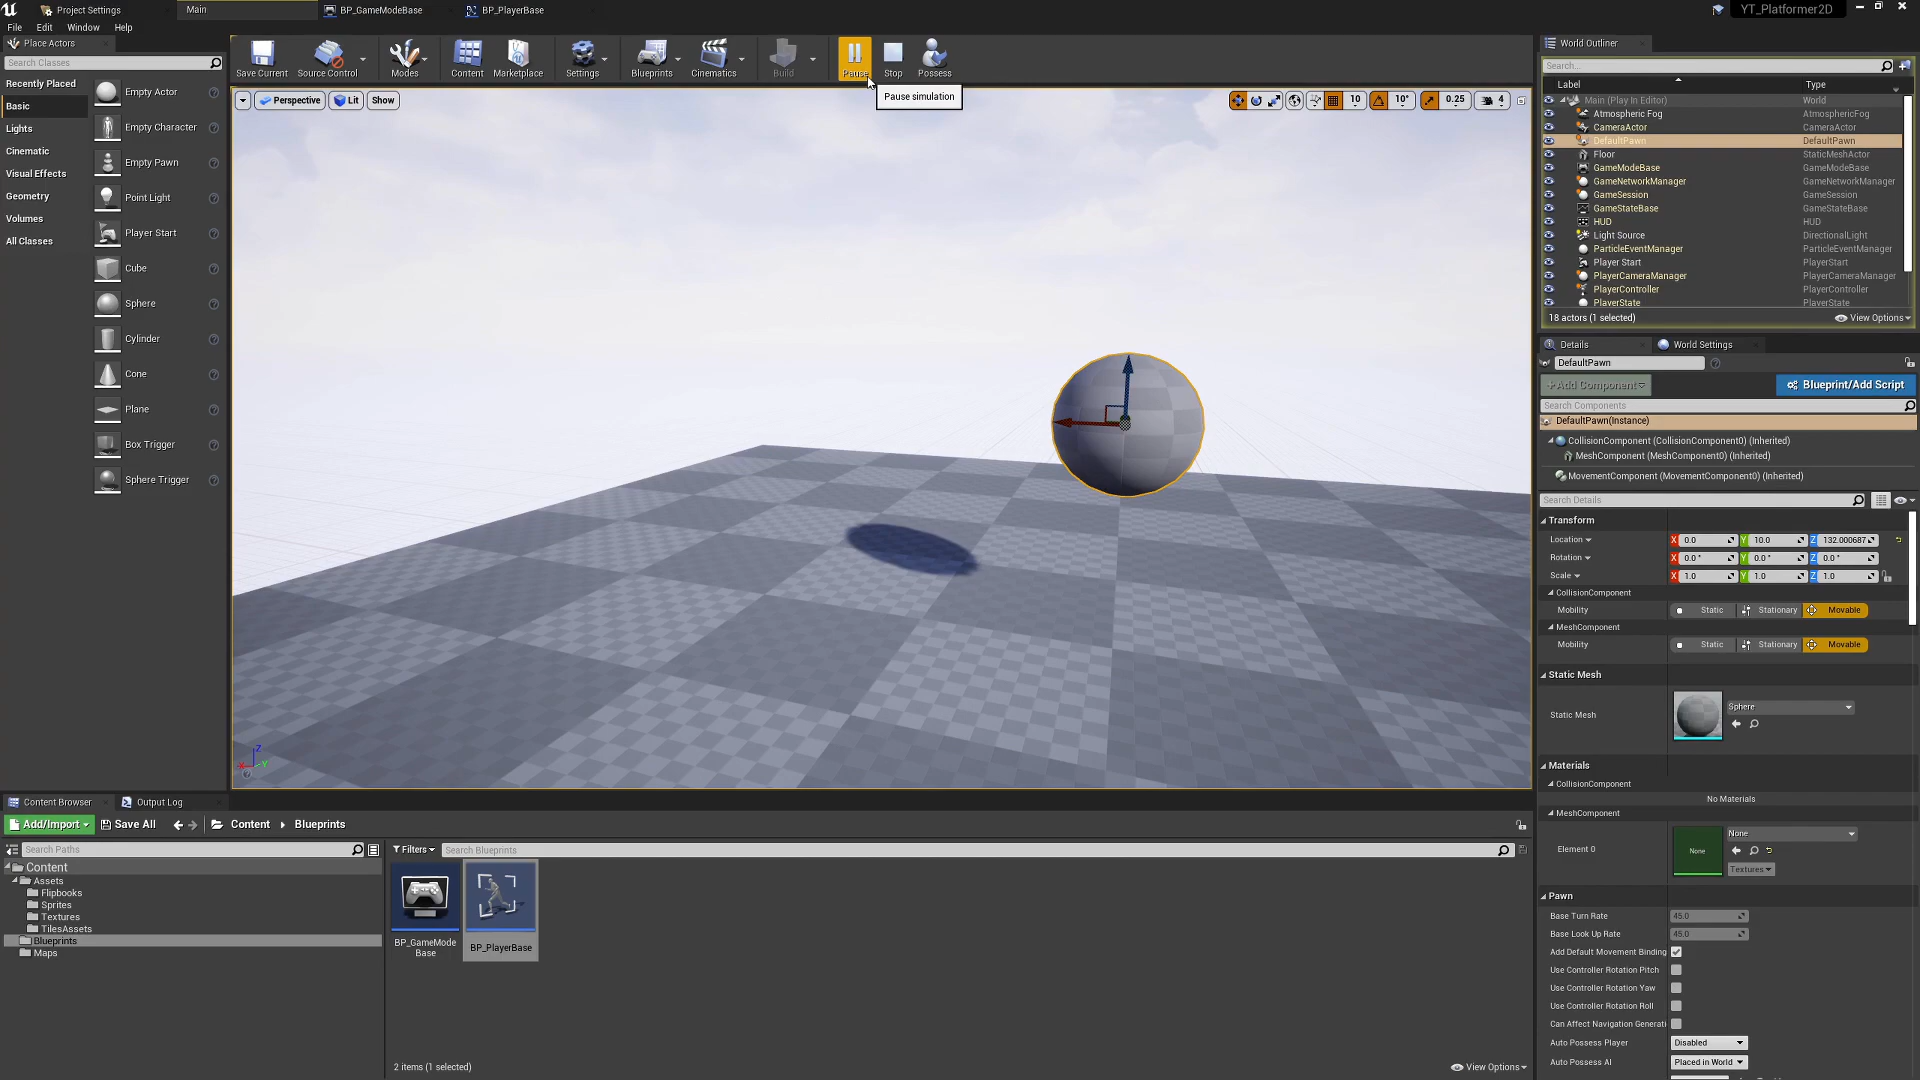 Project Settings
Main
BP_GameModeBase
BP_PlayerBase
YT_Platformer2D
File Edit Window Help
Place Actors
Search Classes
Recently Placed
Basic
Lights
Cinematic
Visual Effects
Geometry
Volumes
All Classes
Empty Actor
Empty Character
Empty Pawn
Point Light
Player Start
Cube
Sphere
Cylinder
Cone
Plane
Box Trigger
Sphere Trigger
Save Current
Source Control
Modes
Content
Marketplace
Settings
Blueprints
Cinematics
Build
Pause
Stop
Possess
Pause simulation
Perspective
Lit
Show
10
10°
0.25
4
Z
X
Y
World Outliner
Search...
Label Type
Main (Play In Editor) World
Atmospheric Fog AtmosphericFog
CameraActor CameraActor
DefaultPawn DefaultPawn
Floor StaticMeshActor
GameModeBase GameModeBase
GameNetworkManager GameNetworkManager
GameSession GameSession
GameStateBase GameStateBase
HUD HUD
Light Source DirectionalLight
ParticleEventManager ParticleEventManager
Player Start PlayerStart
PlayerCameraManager PlayerCameraManager
PlayerController PlayerController
PlayerState PlayerState
18 actors (1 selected)
View Options
Details
World Settings
DefaultPawn
+Add Component
Blueprint/Add Script
Search Components
DefaultPawn(Instance)
CollisionComponent (CollisionComponent0) (Inherited)
MeshComponent (MeshComponent0) (Inherited)
MovementComponent (MovementComponent0) (Inherited)
Search Details
Transform
Location X 0.0 Y 10.0 Z 132.000687
Rotation X 0.0° Y 0.0° Z 0.0°
Scale X 1.0 Y 1.0 Z 1.0
CollisionComponent
Mobility Static Stationary Movable
MeshComponent
Mobility Static Stationary Movable
Static Mesh
Static Mesh
Sphere
Materials
CollisionComponent
No Materials
MeshComponent
Element 0
None
None
Textures
Pawn
Base Turn Rate 45.0
Base Look Up Rate 45.0
Add Default Movement Binding
Use Controller Rotation Pitch
Use Controller Rotation Yaw
Use Controller Rotation Roll
Can Affect Navigation Generati
Auto Possess Player Disabled
Auto Possess AI Placed in World
Content Browser
Output Log
Add/Import
Save All
Content
Blueprints
Search Paths
Content
Assets
Flipbooks
Sprites
Textures
TilesAssets
Blueprints
Maps
Filters
Search Blueprints
BP_GameMode
Base
BP_PlayerBase
2 items (1 selected)
View Options